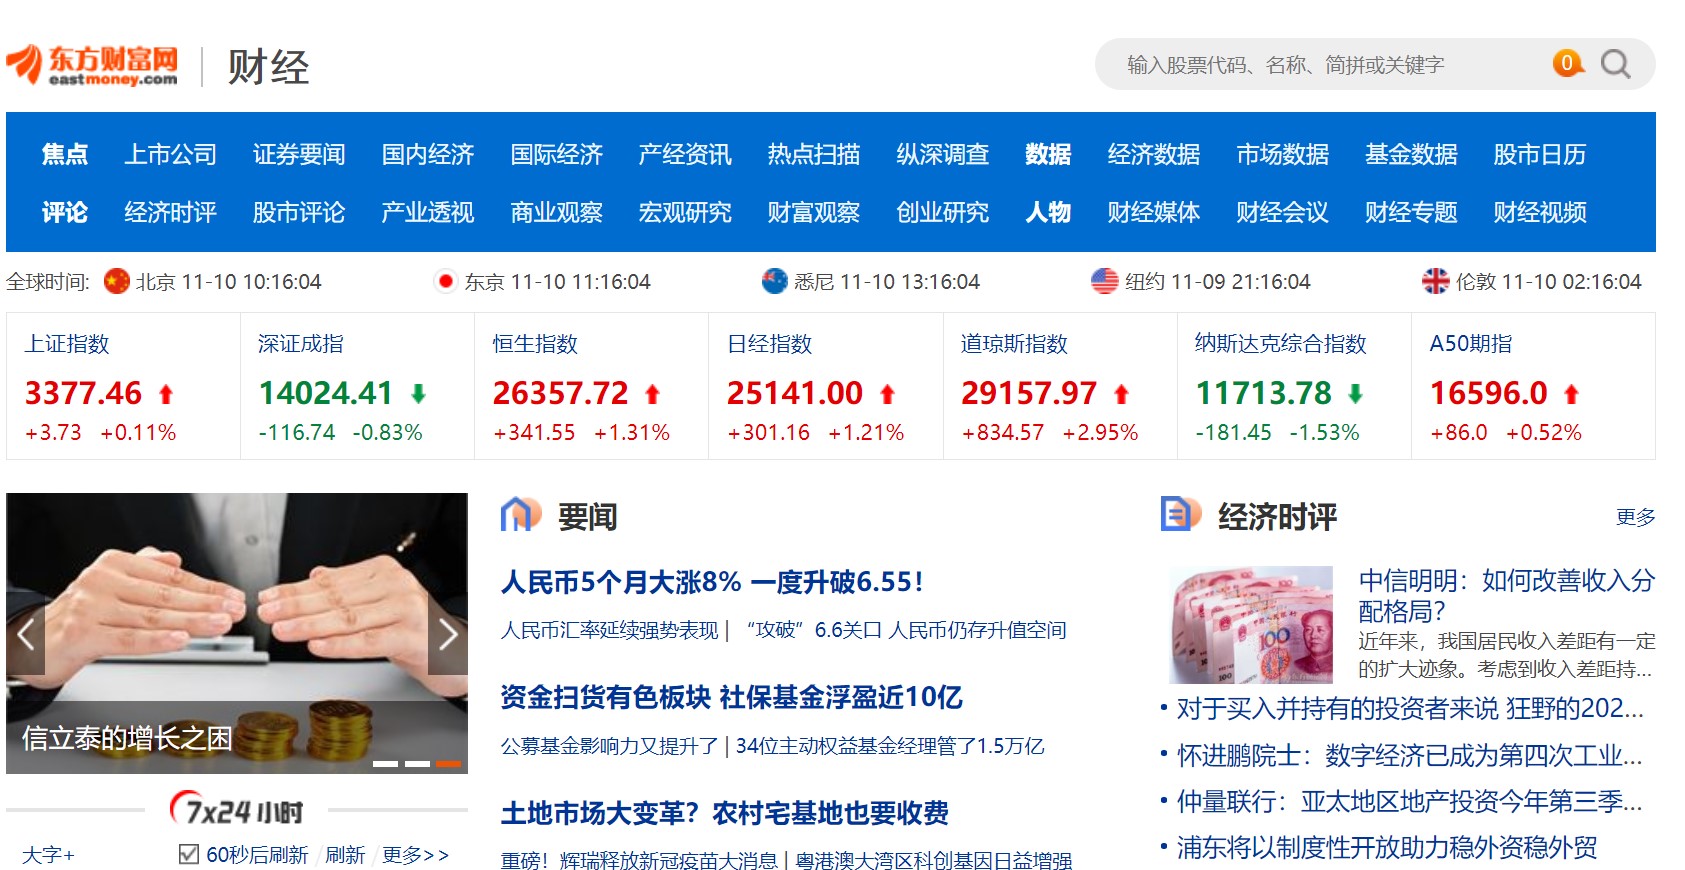 东方财富网 财经
eastmoney.com
输入股票代码、名称、简拼或关键字 0
焦点 上市公司 证券要闻 国内经济 国际经济 产经资讯 热点扫描 纵深调查 数据 经济数据 市场数据 基金数据 股市日历
评论 经济时评 股市评论 产业透视 商业观察 宏观研究 财富观察 创业研究 人物 财经媒体 财经会议 财经专题 财经视频
全球时间: 北京 11-10 10:16:04 东京 11-10 11:16:04 悉尼 11-10 13:16:04 纽约 11-09 21:16:04 伦敦 11-10 02:16:04
上证指数 深证成指 恒生指数 日经指数 道琼斯指数 纳斯达克综合指数 A50期指
3377.46 14024.41 26357.72 25141.00 29157.97 11713.78 16596.0
+3.73 +0.11% -116.74 -0.83% +341.55 +1.31% +301.16 +1.21% +834.57 +2.95% -181.45 -1.53% +86.0 +0.52%
信立泰的增长之困
7x24小时
大字+ 60秒后刷新 刷新 更多>>
要闻
人民币5个月大涨8% 一度升破6.55！
人民币汇率延续强势表现 | “攻破”6.6关口 人民币仍存升值空间
资金扫货有色板块 社保基金浮盈近10亿
公募基金影响力又提升了 | 34位主动权益基金经理管了1.5万亿
土地市场大变革？农村宅基地也要收费
重磅！辉瑞释放新冠疫苗大消息 | 粤港澳大湾区科创基因日益增强
经济时评 更多
100
100
中信明明：如何改善收入分
配格局？
近年来，我国居民收入差距有一定
的扩大迹象。考虑到收入差距持...
• 对于买入并持有的投资者来说 狂野的202...
• 怀进鹏院士：数字经济已成为第四次工业...
• 仲量联行：亚太地区地产投资今年第三季...
• 浦东将以制度性开放助力稳外资稳外贸